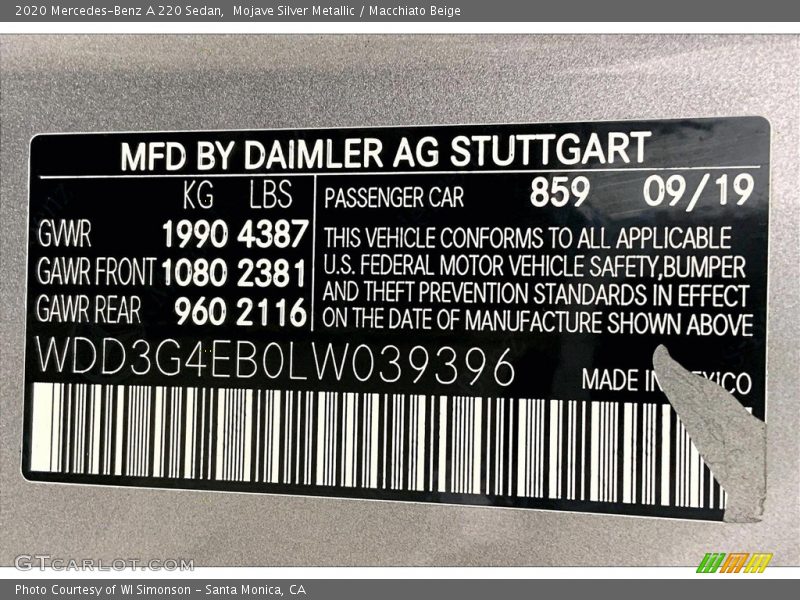 2020 Mercedes-Benz A 220 Sedan, Mojave Silver Metallic / Macchiato Beige
MFD BY DAIMLER AG STUTTGART
KG LBS
GVWR 1990 4387
GAWR FRONT 1080 2381
GAWR REAR 960 2116
PASSENGER CAR 859 09/19
THIS VEHICLE CONFORMS TO ALL APPLICABLE
U.S. FEDERAL MOTOR VEHICLE SAFETY,BUMPER
AND THEFT PREVENTION STANDARDS IN EFFECT
ON THE DATE OF MANUFACTURE SHOWN ABOVE
WDD3G4EB0LW039396
MADE IN MEXICO
GTCARLOT.COM
Photo Courtesy of WI Simonson - Santa Monica, CA